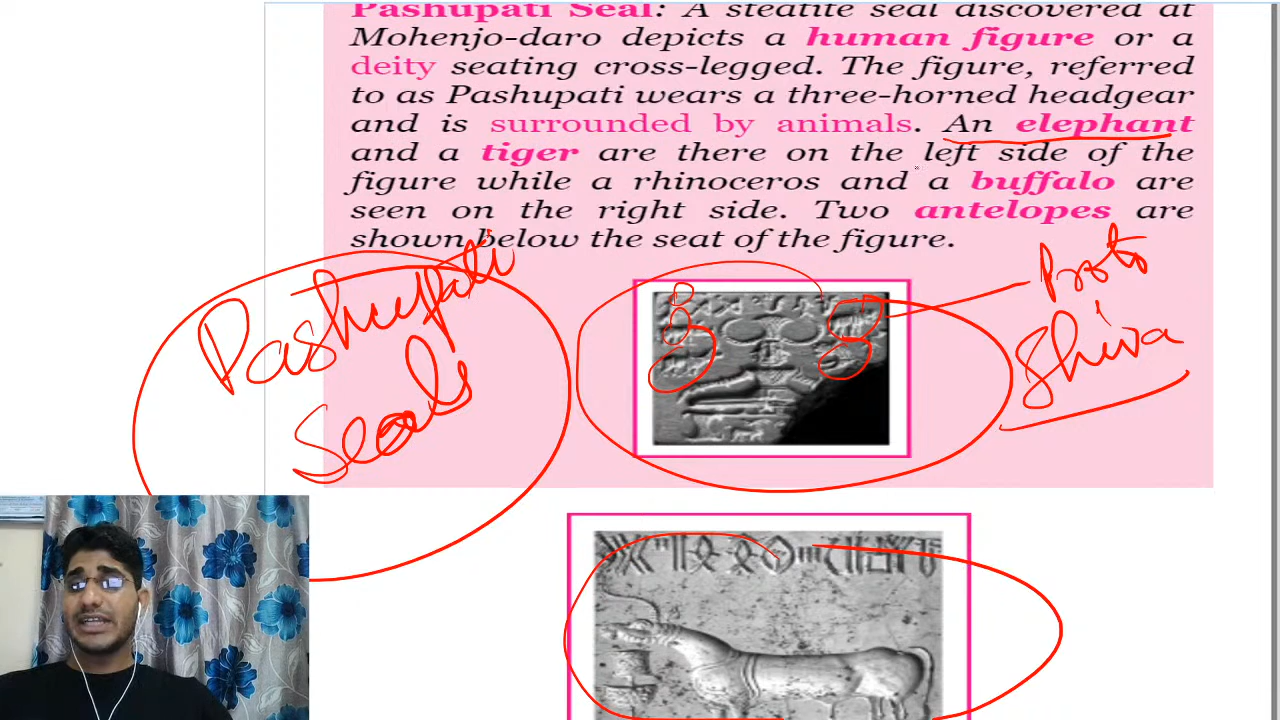 Pashupati Seal: A steatite seal discovered at
Mohenjo-daro depicts a human figure or a
deity seating cross-legged. The figure, referred
to as Pashupati wears a three-horned headgear
and is surrounded by animals. An elephant
and a tiger are there on the left side of the
figure while a rhinoceros and a buffalo are
seen on the right side. Two antelopes are
shown below the seat of the figure.
Pashupati
Seals
Proto
Shiva